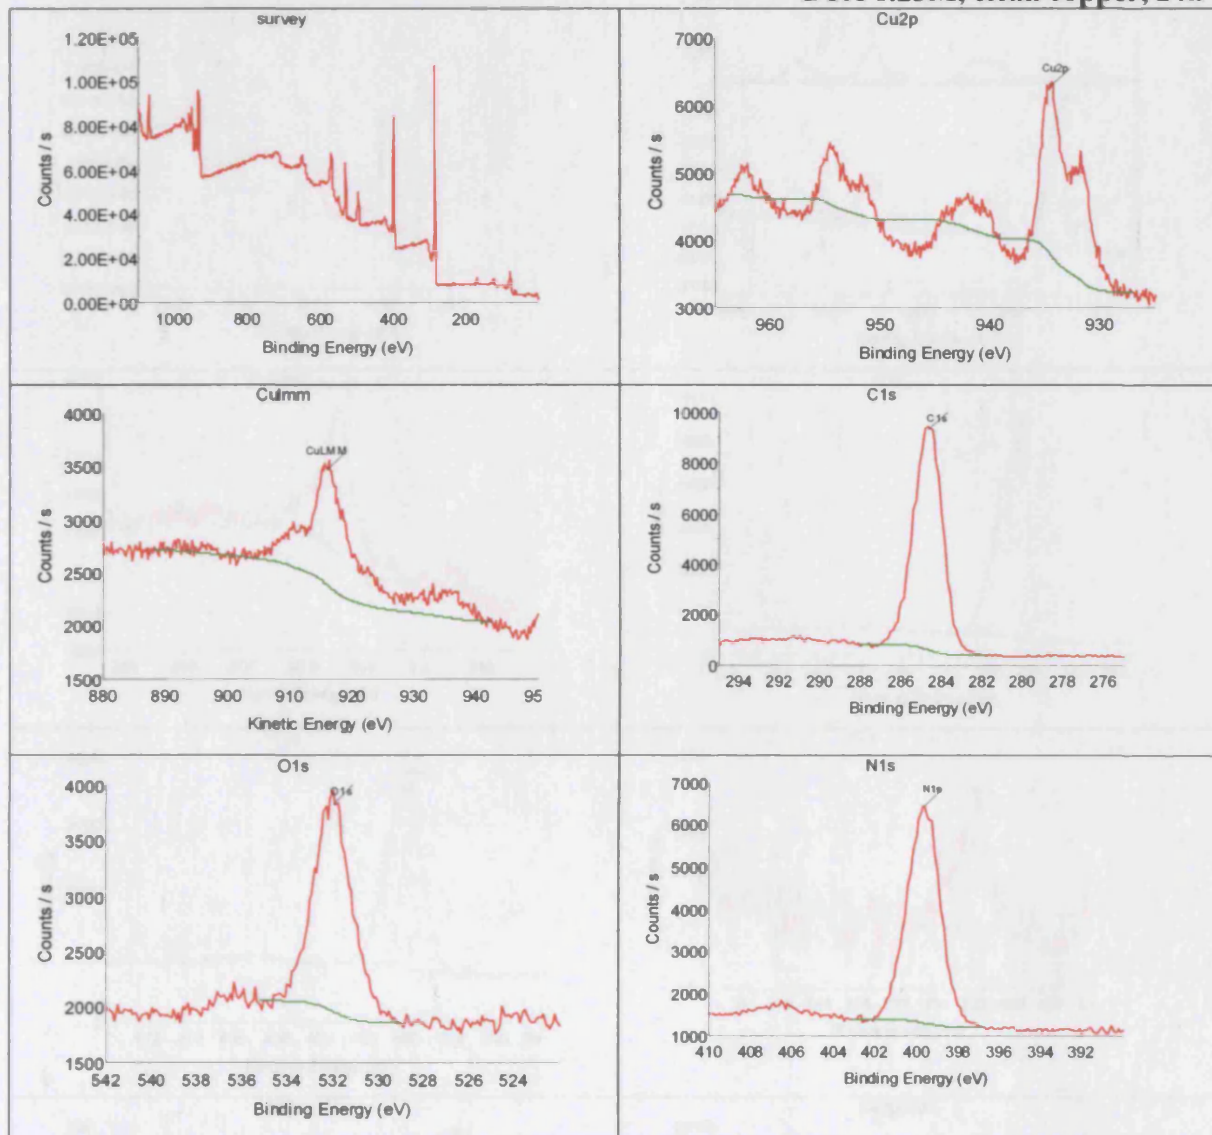 survey
1.20E+05
1.00E+05
8.00E+04
6.00E+04
4.00E+04
2.00E+04
0.00E+00
Counts / s
1000 800 600 400 200
Binding Energy (eV)
Cu2p
Cu2p
7000
6000
5000
4000
3000
Counts / s
960 950 940 930
Binding Energy (eV)
Culmm
CuLMM
4000
3500
3000
2500
2000
1500
Counts / s
880 890 900 910 920 930 940 95
Kinetic Energy (eV)
C1s
C1s
10000
8000
6000
4000
2000
0
Counts / s
294 292 290 288 286 284 282 280 278 276
Binding Energy (eV)
O1s
O1s
4000
3500
3000
2500
2000
1500
Counts / s
542 540 538 536 534 532 530 528 526 524
Binding Energy (eV)
N1s
N1p
7000
6000
5000
4000
3000
2000
1000
Counts / s
410 408 406 404 402 400 398 396 394 392
Binding Energy (eV)